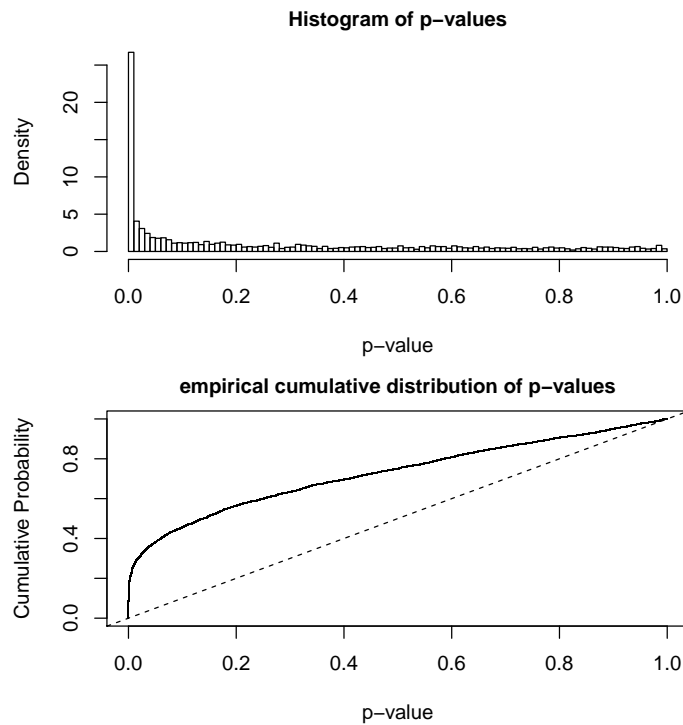 Histogram of p−values
Density
20
10
5
0
0.0 0.2 0.4 0.6 0.8 1.0
p−value
empirical cumulative distribution of p−values
Cumulative Probability
0.8
0.4
0.0
0.0 0.2 0.4 0.6 0.8 1.0
p−value